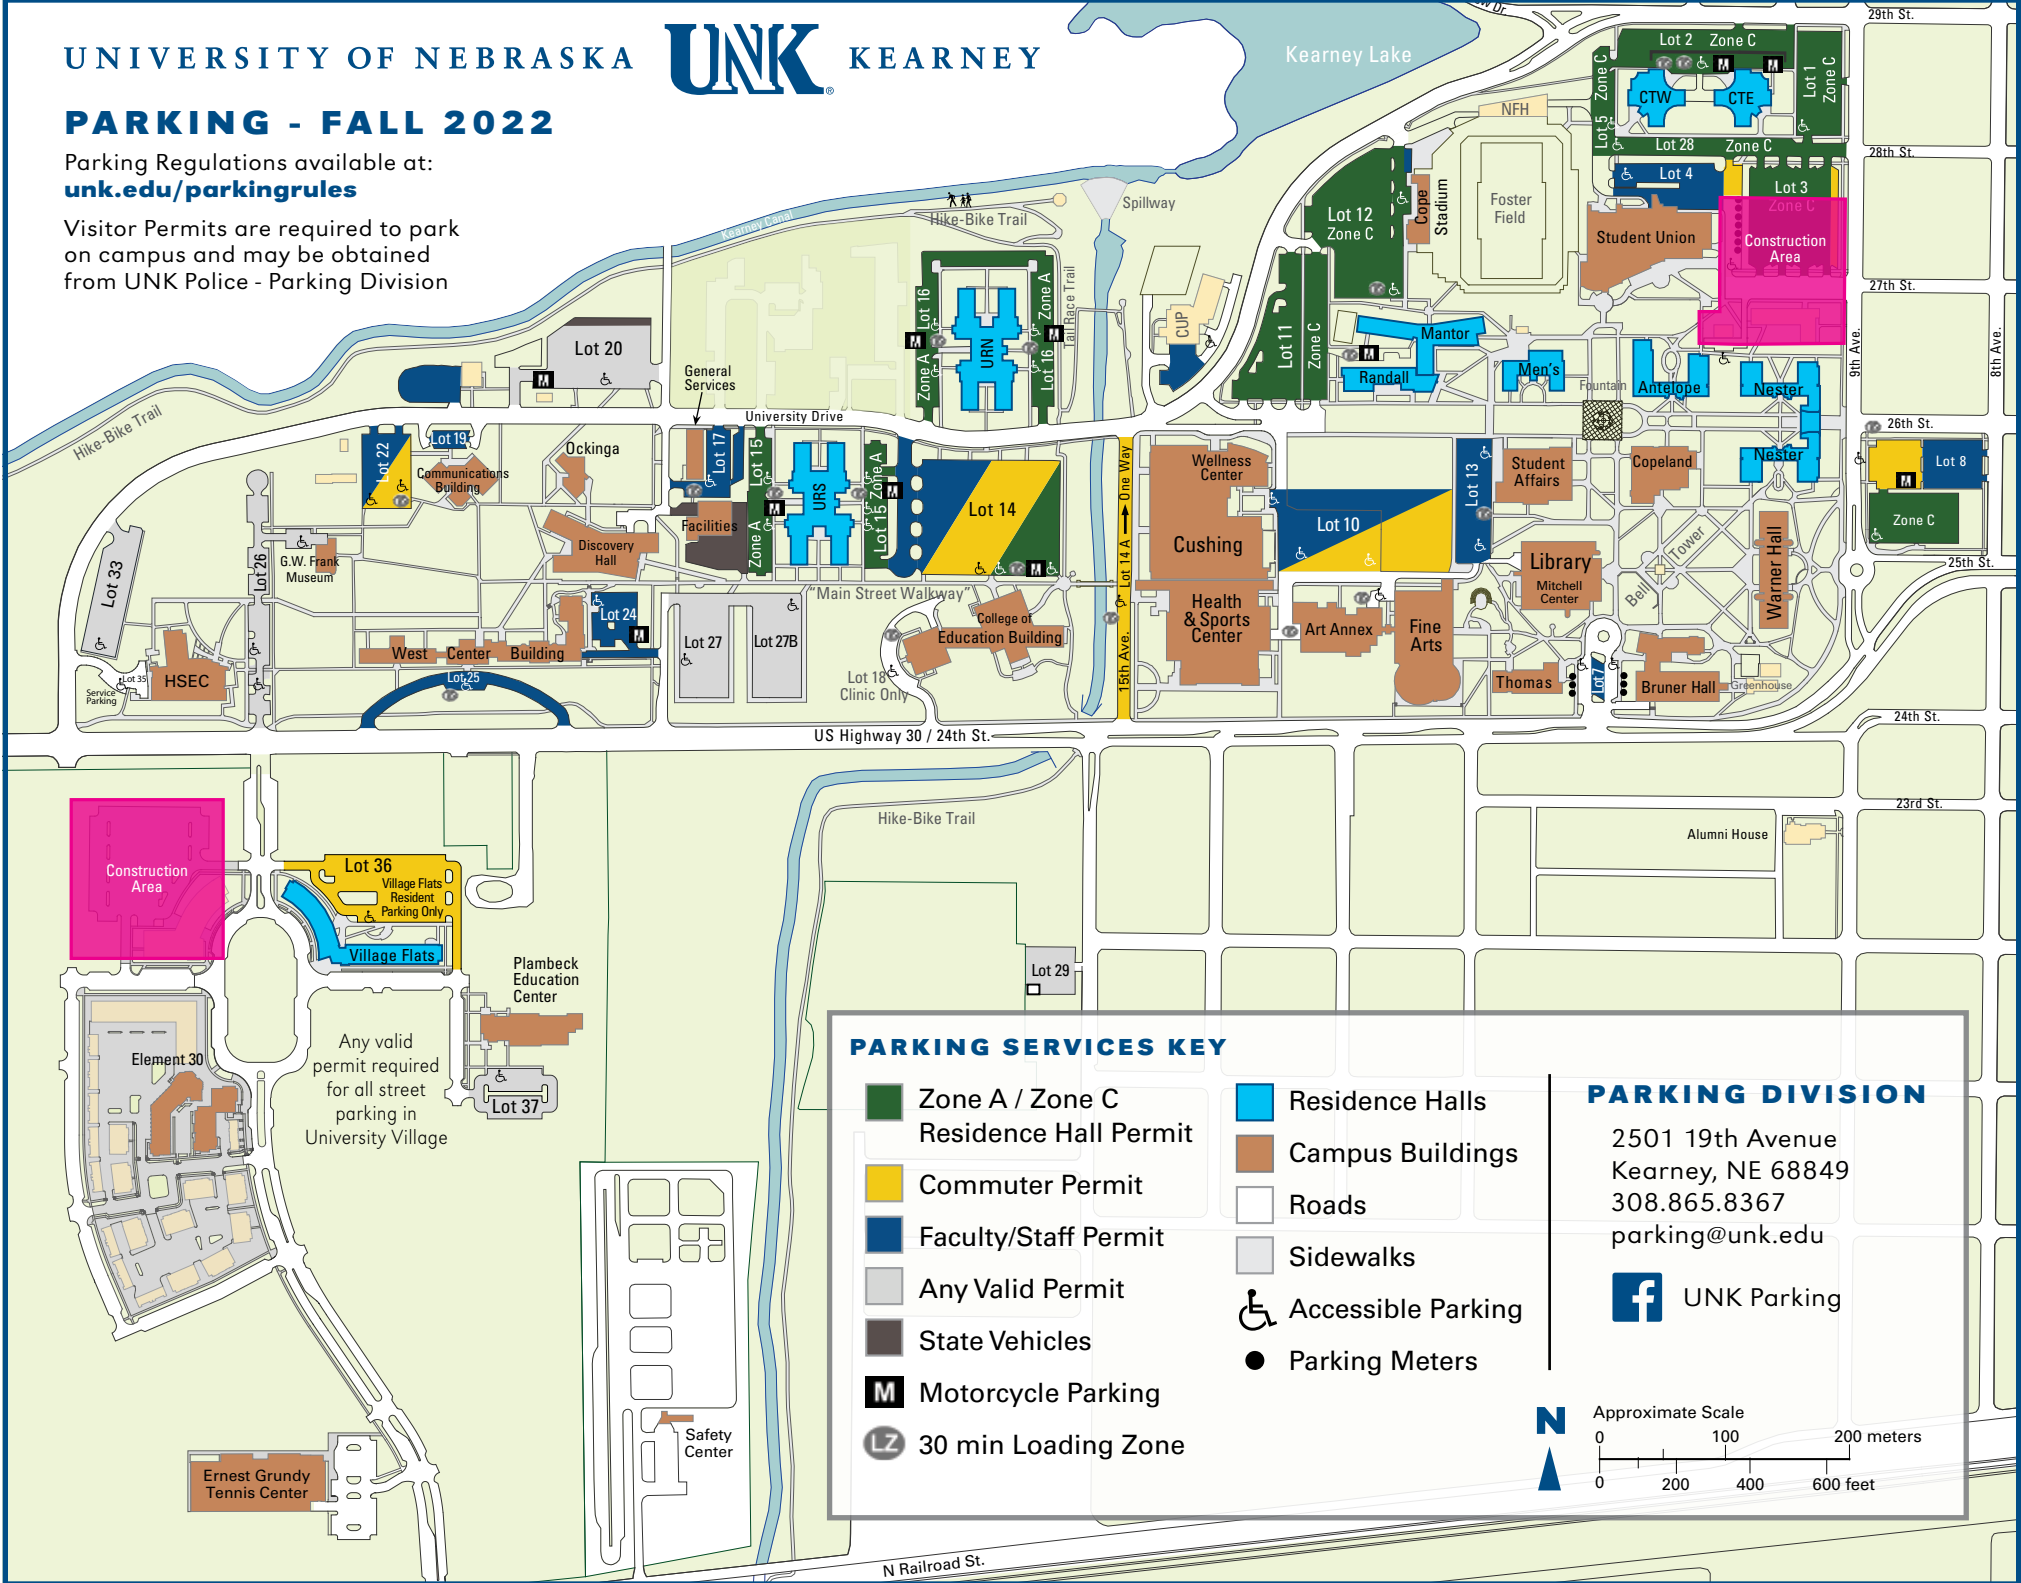 UNIVERSITY OF NEBRASKA UNK® KEARNEY
PARKING - FALL 2022
Parking Regulations available at:
unk.edu/parkingrules
Visitor Permits are required to park
on campus and may be obtained
from UNK Police - Parking Division
Kearney Lake
29th St.
Lot 2 Zone C
Lot 1
Zone C
Zone C
Lot 5
CTW
CTE
M
M
Lot 28 Zone C
28th St.
NFH
Lot 4
Lot 3
Zone C
Construction
Area
Student Union
27th St.
Foster
Field
Cope
Stadium
Lot 12
Zone C
Spillway
Hike-Bike Trail
Kearney Canal
Tail Race Trail
Zone A
Lot 16
Zone A
Lot 16
URN
M
M
CUP
Lot 11
Zone C
Mantor
Randall
M
Men's
Fountain
Antelope
Nester
Nester
9th Ave.
8th Ave.
26th St.
Lot 8
M
Zone C
25th St.
Lot 20
M
General
Services
University Drive
Hike-Bike Trail
Lot 22
Lot 19
Communications
Building
Ockinga
Lot 17
Lot 15
Zone A
URS
M
Zone A
Lot 15
M
Lot 14
M
One Way
Lot 14 A
15th Ave.
Wellness
Center
Cushing
Health
& Sports
Center
Lot 10
Lot 13
Student
Affairs
Copeland
Library
Mitchell
Center
Bell
Tower
Warner Hall
Facilities
Discovery
Hall
G.W. Frank
Museum
Lot 26
Lot 33
"Main Street Walkway"
Lot 24
M
Lot 27
Lot 27B
College of
Education Building
Art Annex
Fine
Arts
Thomas
Lot 7
Bruner Hall
Greenhouse
West Center Building
Lot 25
HSEC
Lot 35
Service
Parking
Lot 18
Clinic Only
US Highway 30 / 24th St.
24th St.
23rd St.
Alumni House
Hike-Bike Trail
Construction
Area
Lot 36
Village Flats
Resident
Parking Only
Village Flats
Plambeck
Education
Center
Lot 29
Element 30
Any valid
permit required
for all street
parking in
University Village
Lot 37
Safety
Center
Ernest Grundy
Tennis Center
N Railroad St.
PARKING SERVICES KEY
Zone A / Zone C
Residence Hall Permit
Commuter Permit
Faculty/Staff Permit
Any Valid Permit
State Vehicles
M Motorcycle Parking
LZ 30 min Loading Zone
Residence Halls
Campus Buildings
Roads
Sidewalks
Accessible Parking
Parking Meters
PARKING DIVISION
2501 19th Avenue
Kearney, NE 68849
308.865.8367
parking@unk.edu
f UNK Parking
N
Approximate Scale
0 100 200 meters
0 200 400 600 feet